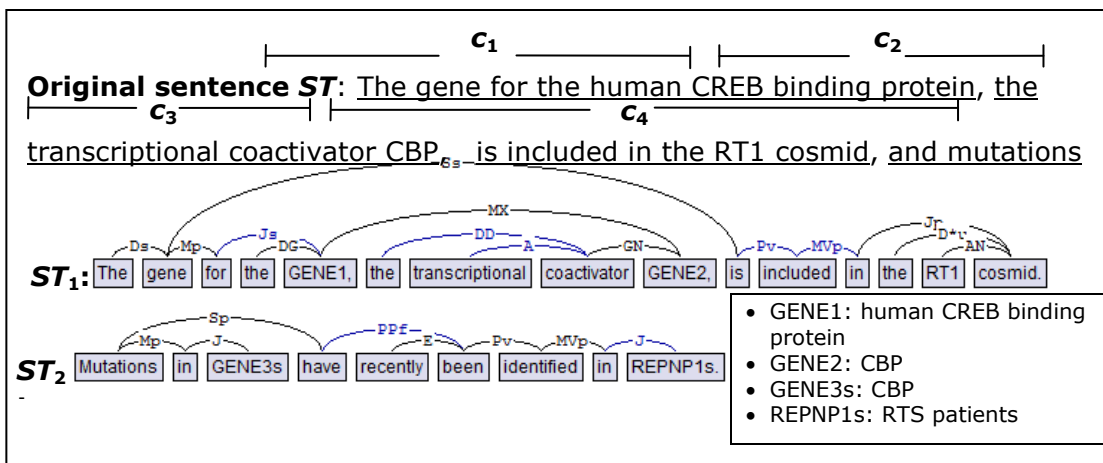 c1 c2
Original sentence ST: The gene for the human CREB binding protein, the
c3 c4
transcriptional coactivator CBP, is included in the RT1 cosmid, and mutations
Ss
MX
Js DD Jp
Ds Mp DG A GN Pv MVp D*u AN
ST1: The gene for the GENE1, the transcriptional coactivator GENE2, is included in the RT1 cosmid.
Sp PPf
Mp J E Pv MVp J
ST2 Mutations in GENE3s have recently been identified in REPNP1s.
-
• GENE1: human CREB binding
protein
• GENE2: CBP
• GENE3s: CBP
• REPNP1s: RTS patients